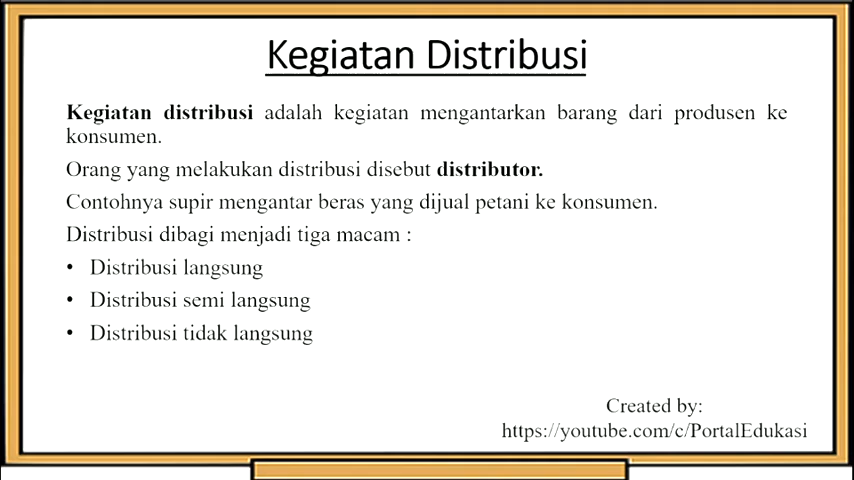 Kegiatan Distribusi
Kegiatan distribusi adalah kegiatan mengantarkan barang dari produsen ke
konsumen.
Orang yang melakukan distribusi disebut distributor.
Contohnya supir mengantar beras yang dijual petani ke konsumen.
Distribusi dibagi menjadi tiga macam :
• Distribusi langsung
• Distribusi semi langsung
• Distribusi tidak langsung
Created by:
https://youtube.com/c/PortalEdukasi